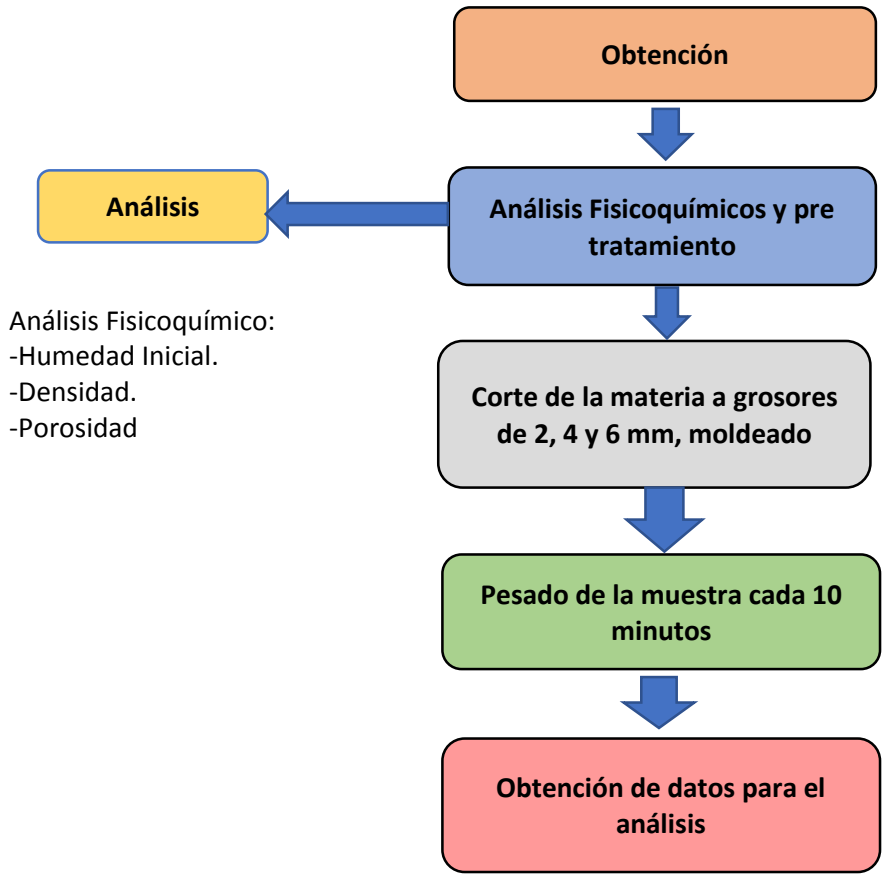 Obtención
Análisis
Análisis Fisicoquímicos y pre
tratamiento
Análisis Fisicoquímico:
-Humedad Inicial.
-Densidad.
-Porosidad
Corte de la materia a grosores
de 2, 4 y 6 mm, moldeado
Pesado de la muestra cada 10
minutos
Obtención de datos para el
análisis